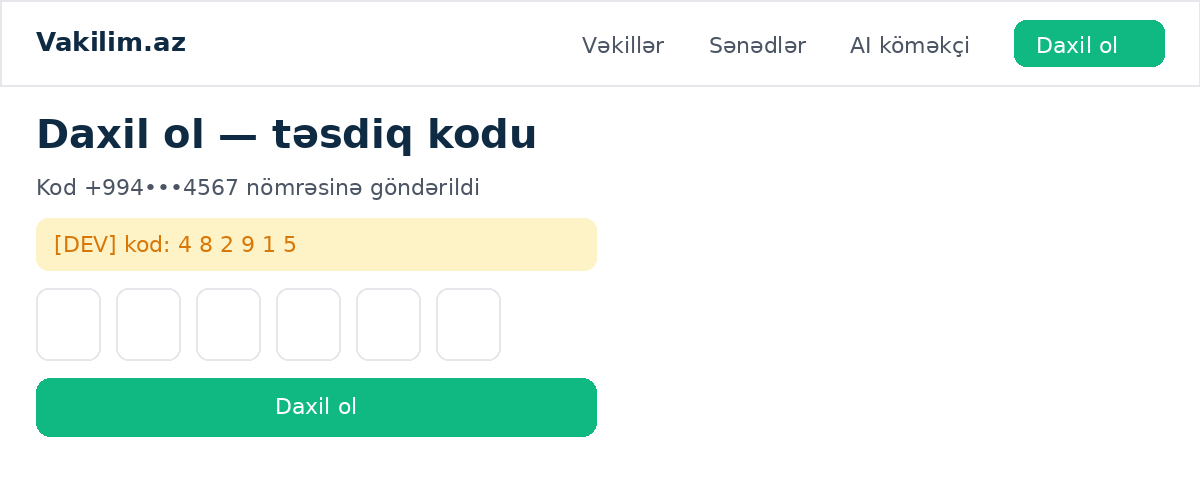 Vakilim.az
Vəkillər Sənədlər AI köməkçi Daxil ol
Daxil ol — təsdiq kodu
Kod +994•••4567 nömrəsinə göndərildi
[DEV] kod: 4 8 2 9 1 5
Daxil ol